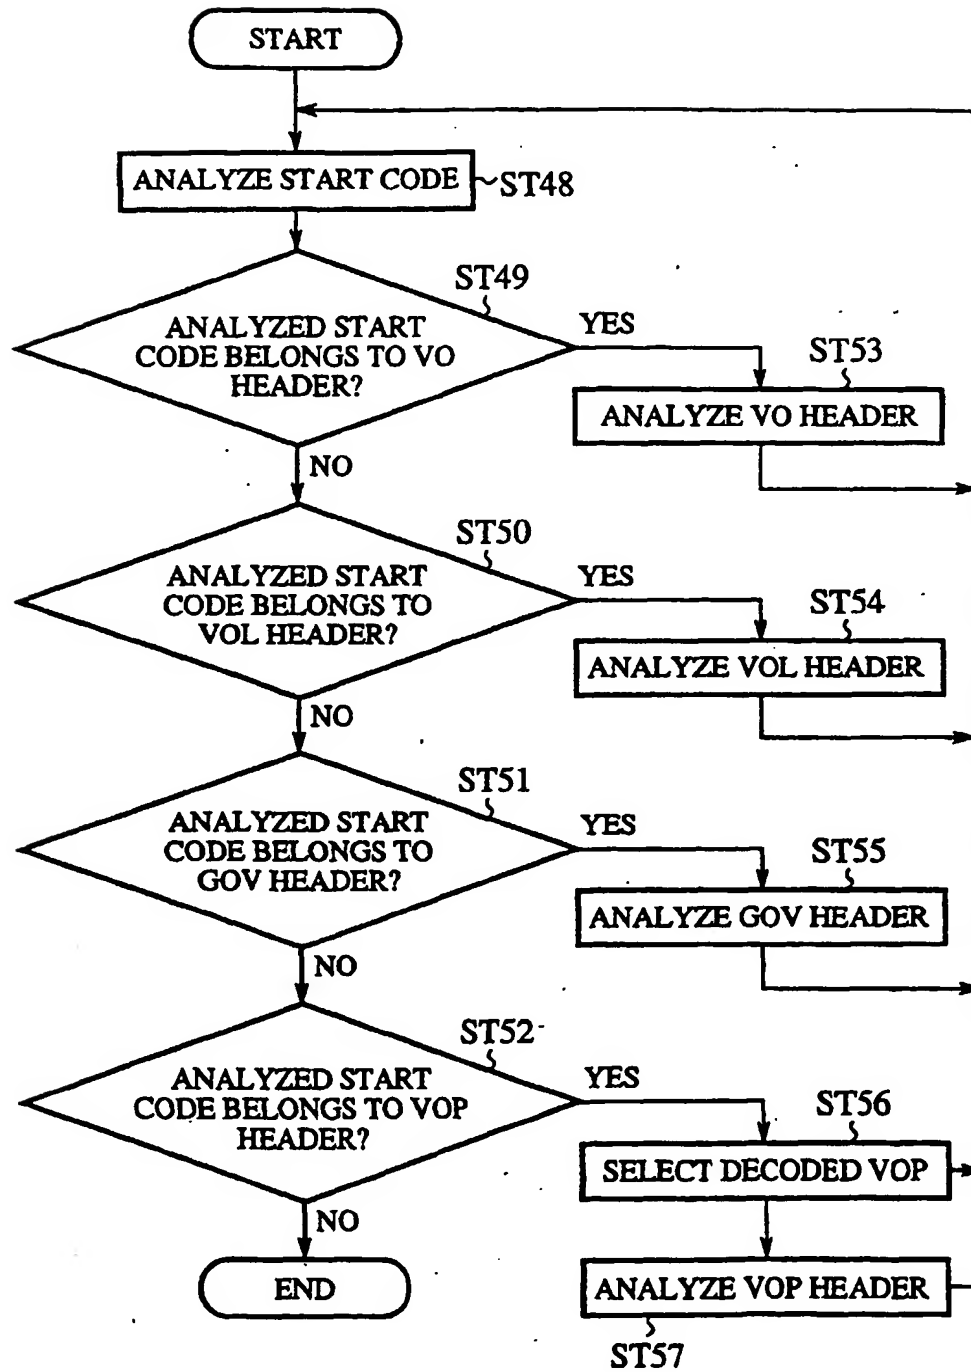 START
ANALYZE START CODE
ST48
ST49
ANALYZED START
CODE BELONGS TO VO
HEADER?
YES
ST53
ANALYZE VO HEADER
NO
ST50
ANALYZED START
CODE BELONGS TO
VOL HEADER?
YES
ST54
ANALYZE VOL HEADER
NO
ST51
ANALYZED START
CODE BELONGS TO
GOV HEADER?
YES
ST55
ANALYZE GOV HEADER
NO
ST52
ANALYZED START
CODE BELONGS TO VOP
HEADER?
YES
ST56
SELECT DECODED VOP
NO
END
ANALYZE VOP HEADER
ST57